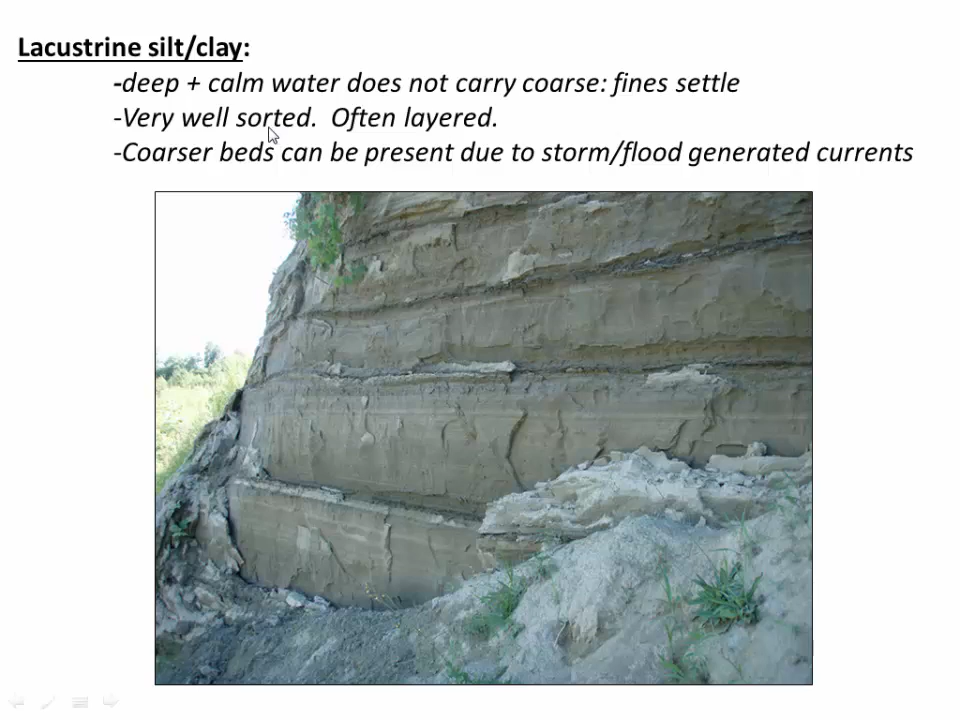 Lacustrine silt/clay:
-deep + calm water does not carry coarse: fines settle
-Very well sorted.  Often layered.
-Coarser beds can be present due to storm/flood generated currents